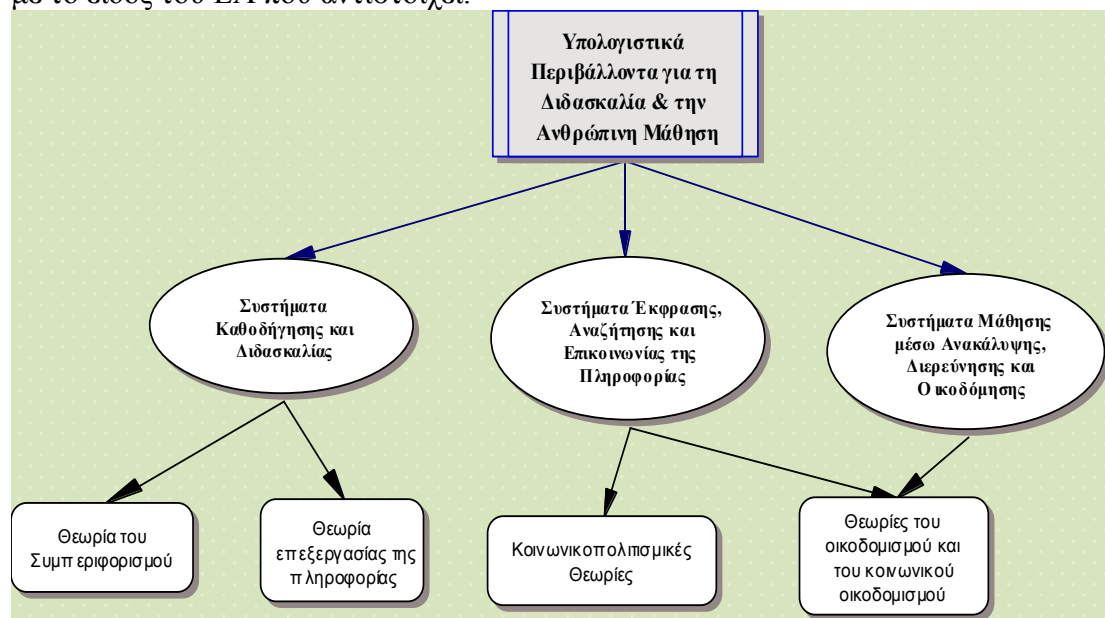 με το είδος του ΕΛ που αντιστοιχεί.
Υπολογιστικά
Περιβάλλοντα για τη
Διδασκαλία & την
Ανθρώπινη Μάθηση
Συστήματα
Καθοδήγησης και
Διδασκαλίας
Συστήματα Έκφρασης,
Αναζήτησης και
Επικοινωνίας της
Πληροφορίας
Συστήματα Μάθησης
μέσω Ανακάλυψης,
Διερεύνησης και
Οικοδόμησης
Θεωρία του
Συμπεριφορισμού
Θεωρία
επεξεργασίας της
πληροφορίας
Κοινωνικοπολιτισμικές
Θεωρίες
Θεωρίες του
οικοδομισμού και
του κοινωνικού
οικοδομισμού